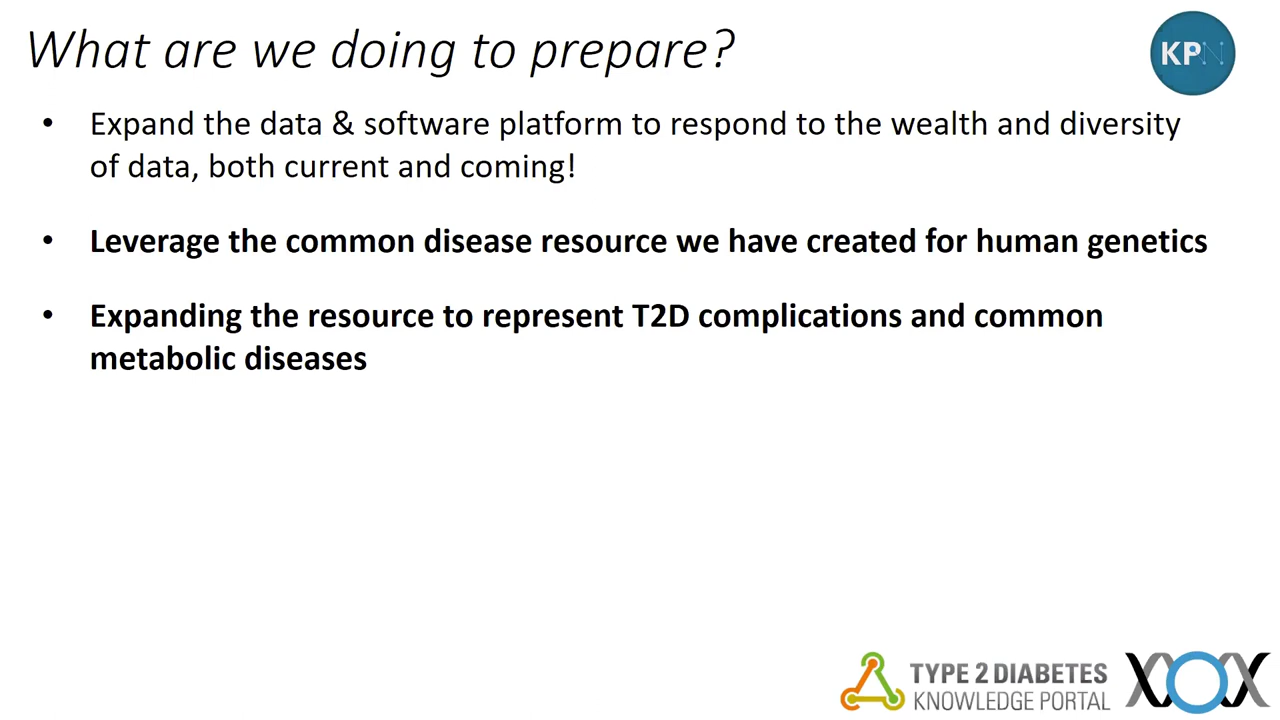 What are we doing to prepare?
KPN
• Expand the data & software platform to respond to the wealth and diversity
of data, both current and coming!
• Leverage the common disease resource we have created for human genetics
• Expanding the resource to represent T2D complications and common
metabolic diseases
TYPE 2 DIABETES
KNOWLEDGE PORTAL